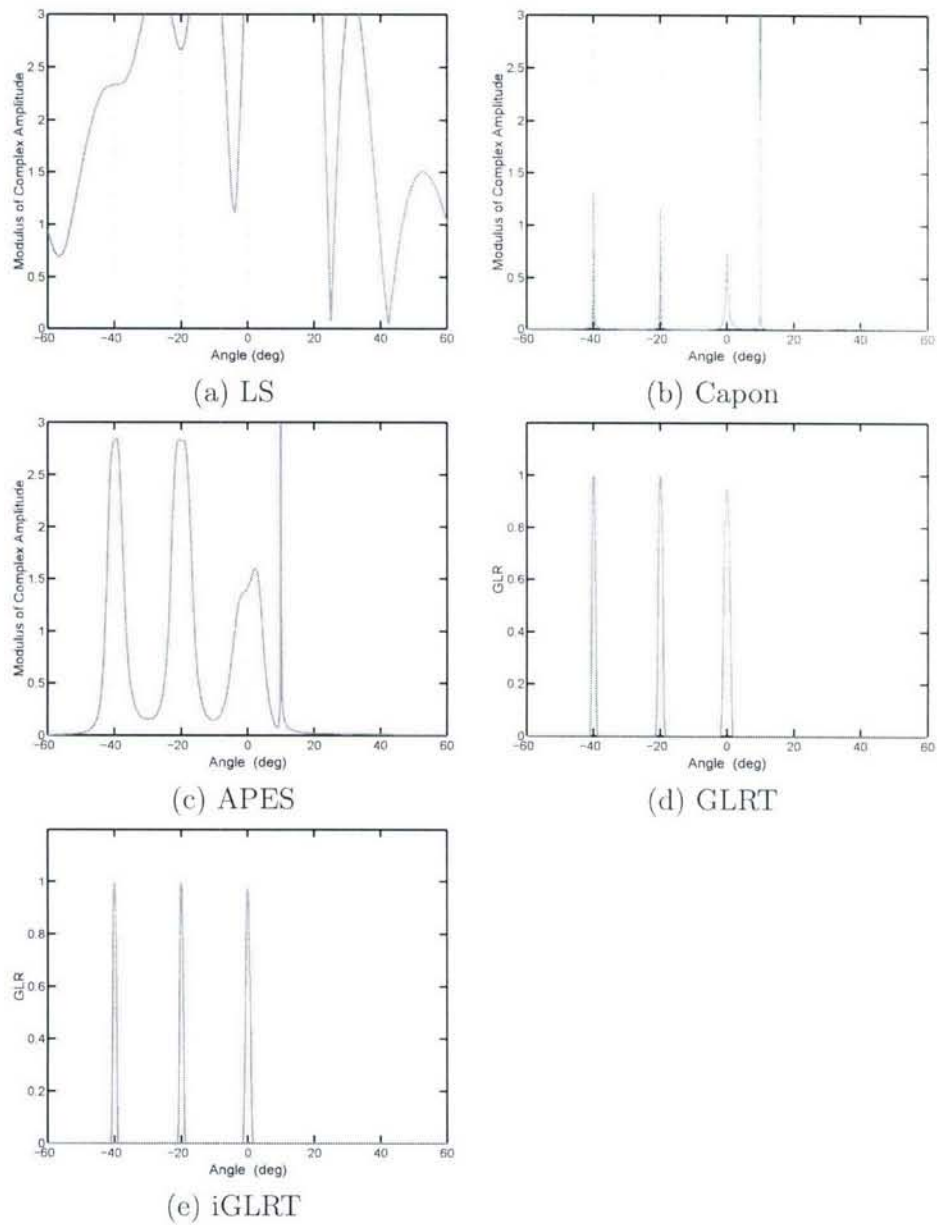 3
2.5
2
1.5
1
0.5
0
Modulus of Complex Amplitude
−60 −40 −20 0 20 40 60
Angle (deg)
(a) LS
3
2.5
2
1.5
1
0.5
0
Modulus of Complex Amplitude
−60 −40 −20 0 20 40 60
Angle (deg)
(b) Capon
3
2.5
2
1.5
1
0.5
0
Modulus of Complex Amplitude
−60 −40 −20 0 20 40 60
Angle (deg)
(c) APES
1
0.8
0.6
0.4
0.2
0
GLR
−60 −40 −20 0 20 40 60
Angle (deg)
(d) GLRT
1
0.8
0.6
0.4
0.2
0
GLR
−60 −40 −20 0 20 40 60
Angle (deg)
(e) iGLRT